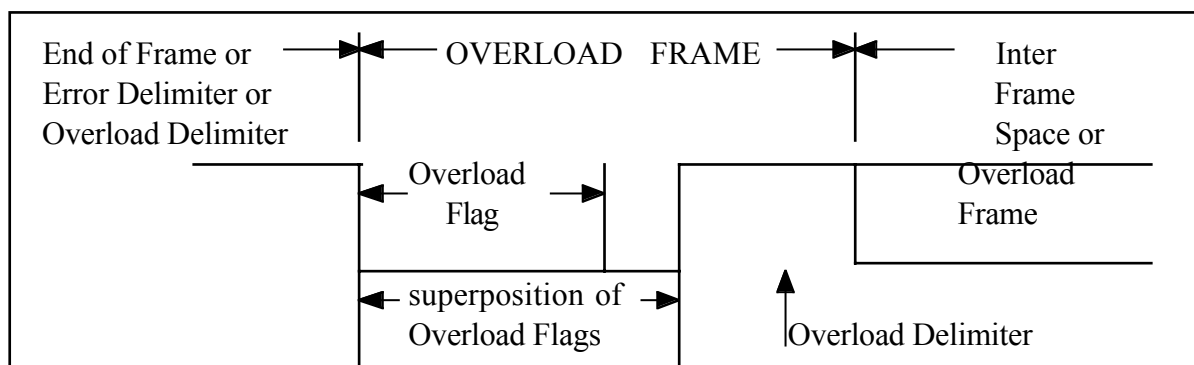 End of Frame or
Error Delimiter or
Overload Delimiter
OVERLOAD FRAME
Inter
Frame
Space or
Overload
Frame
Overload
Flag
superposition of
Overload Flags
Overload Delimiter